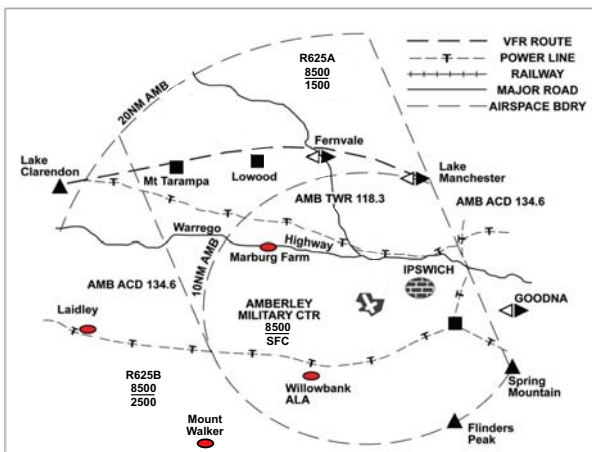 R625A
8500
1500
VFR ROUTE
POWER LINE
RAILWAY
MAJOR ROAD
AIRSPACE BDRY
20NM AMB
Fernvale
Lake
Clarendon
Mt Tarampa
Lowood
Lake
Manchester
AMB TWR 118.3
AMB ACD 134.6
Warrego
Highway
Marburg Farm
10NM AMB
AMB ACD 134.6
IPSWICH
AMBERLEY
MILITARY CTR
8500
SFC
GOODNA
Laidley
R625B
8500
2500
Willowbank
ALA
Spring
Mountain
Mount
Walker
Flinders
Peak